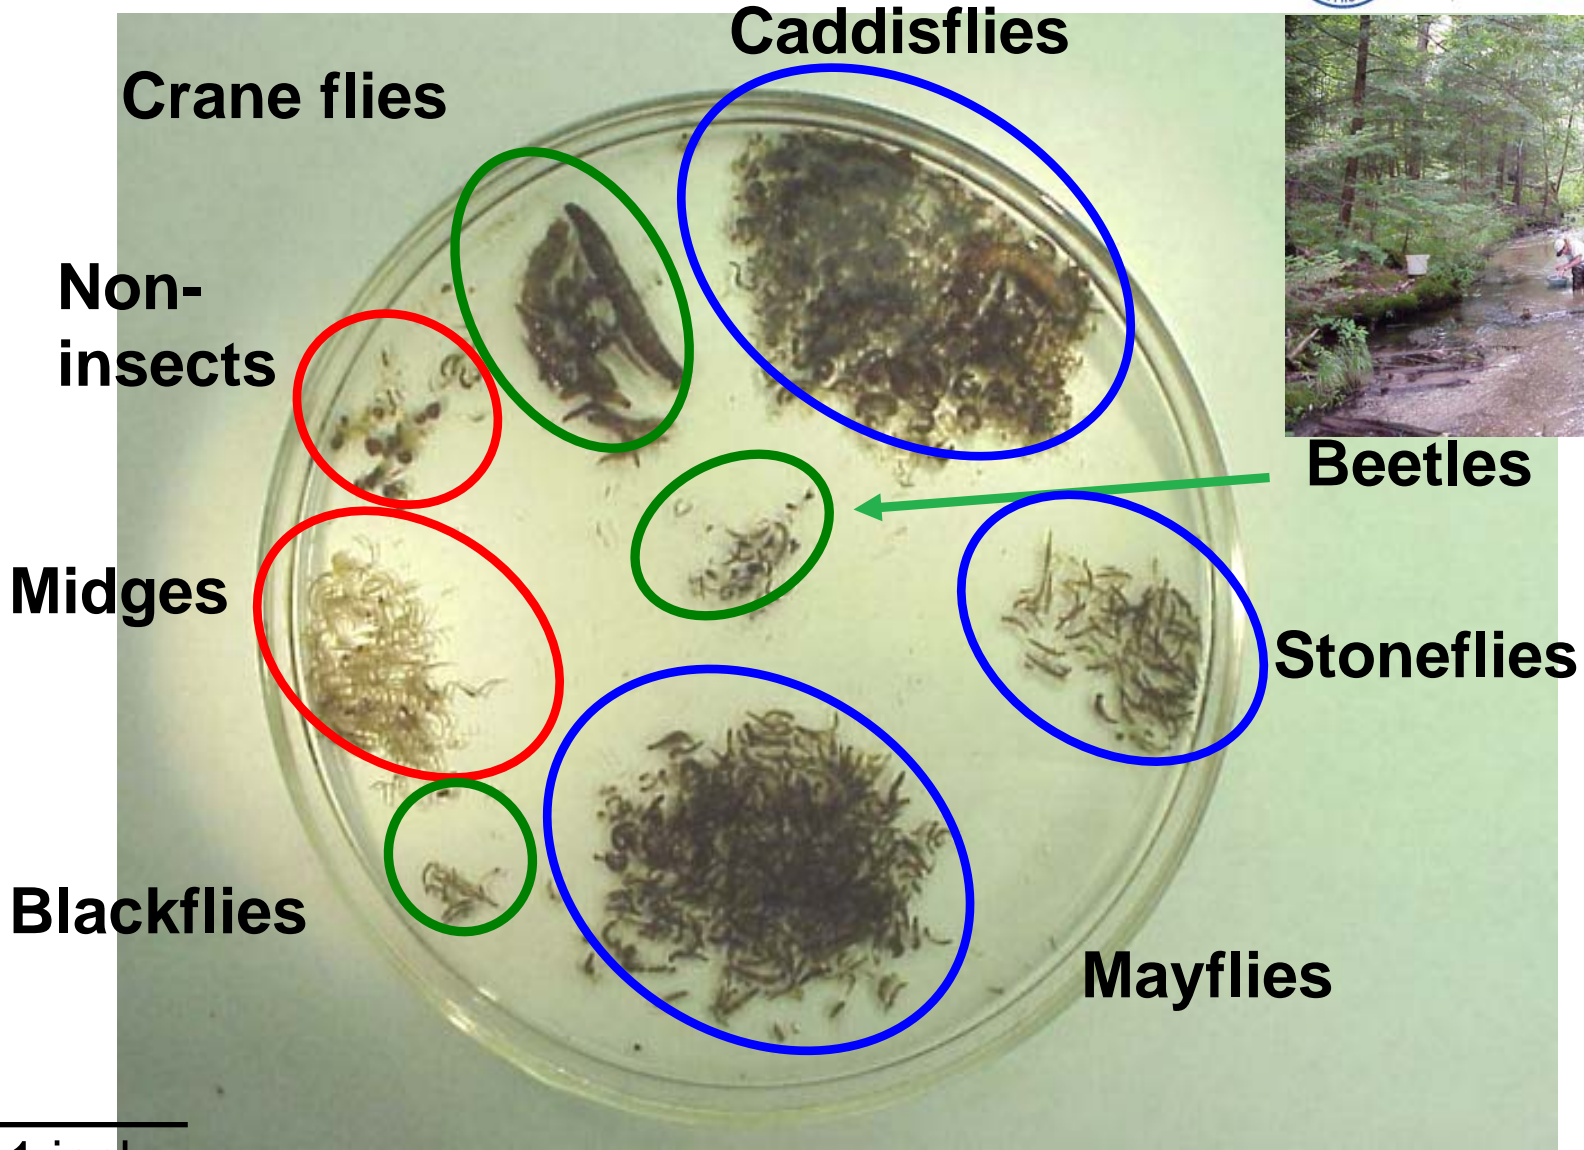 Caddisflies
Crane flies
Non-
insects
Beetles
Midges
Stoneflies
Blackflies
Mayflies